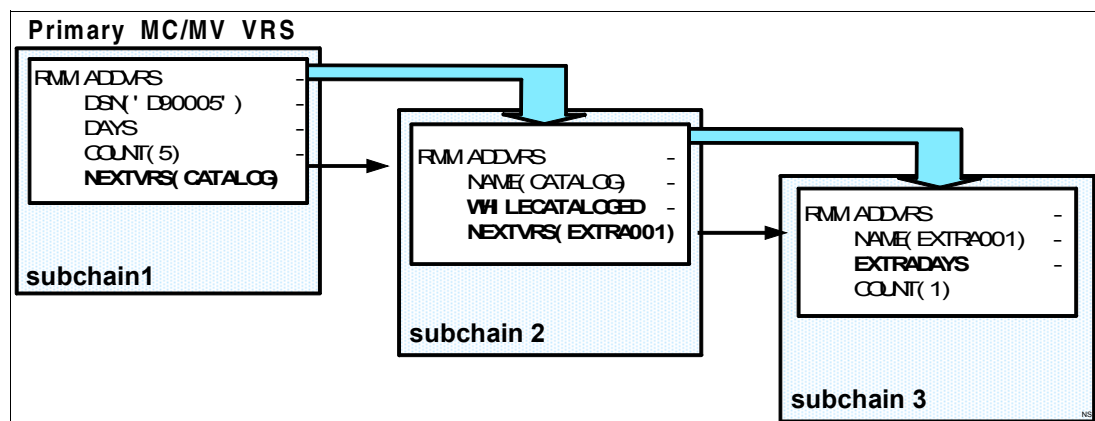 Primary MC/MV VRS
RMM ADDVRS -
DSN('D90005') -
DAYS -
COUNT(5) -
NEXTVRS(CATALOG)
subchain1
RMM ADDVRS -
NAME(CATALOG) -
WHILECATALOGED -
NEXTVRS(EXTRA001)
subchain 2
RMM ADDVRS -
NAME(EXTRA001) -
EXTRADAYS -
COUNT(1)
subchain 3
NS